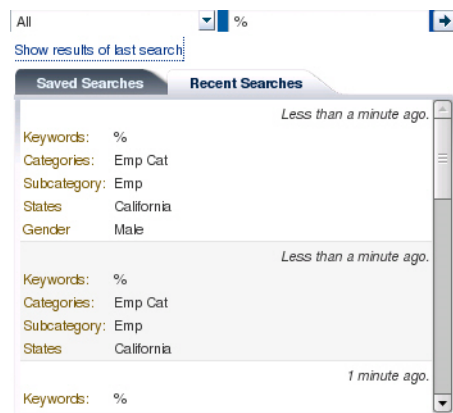 All %
Show results of last search
Saved Searches Recent Searches
Less than a minute ago.
Keywords: %
Categories: Emp Cat
Subcategory: Emp
States California
Gender Male
Less than a minute ago.
Keywords: %
Categories: Emp Cat
Subcategory: Emp
States California
1 minute ago.
Keywords: %